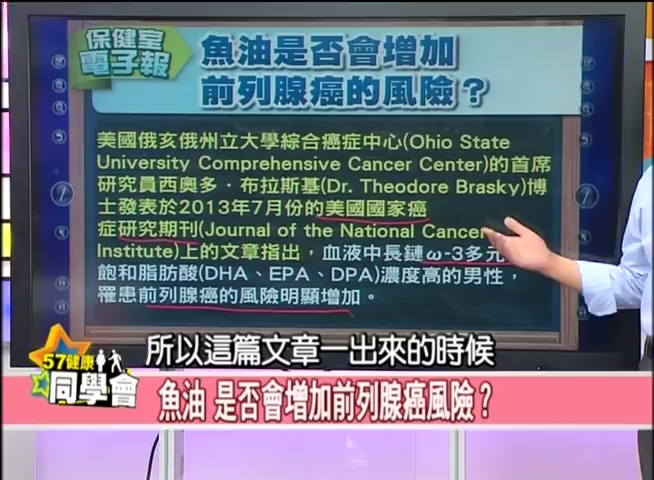 保健室
電子報
魚油是否會增加
前列腺癌的風險？
美國俄亥俄州立大學綜合癌症中心(Ohio State
University Comprehensive Cancer Center)的首席
研究員西奧多．布拉斯基(Dr. Theodore Brasky)博
士發表於2013年7月份的美國國家癌
症研究期刊(Journal of the National Cancer
Institute)上的文章指出，血液中長鏈ω-3多元
飽和脂肪酸(DHA、EPA、DPA)濃度高的男性，
罹患前列腺癌的風險明顯增加。
所以這篇文章一出來的時候
57健康
同學會
魚油 是否會增加前列腺癌風險？